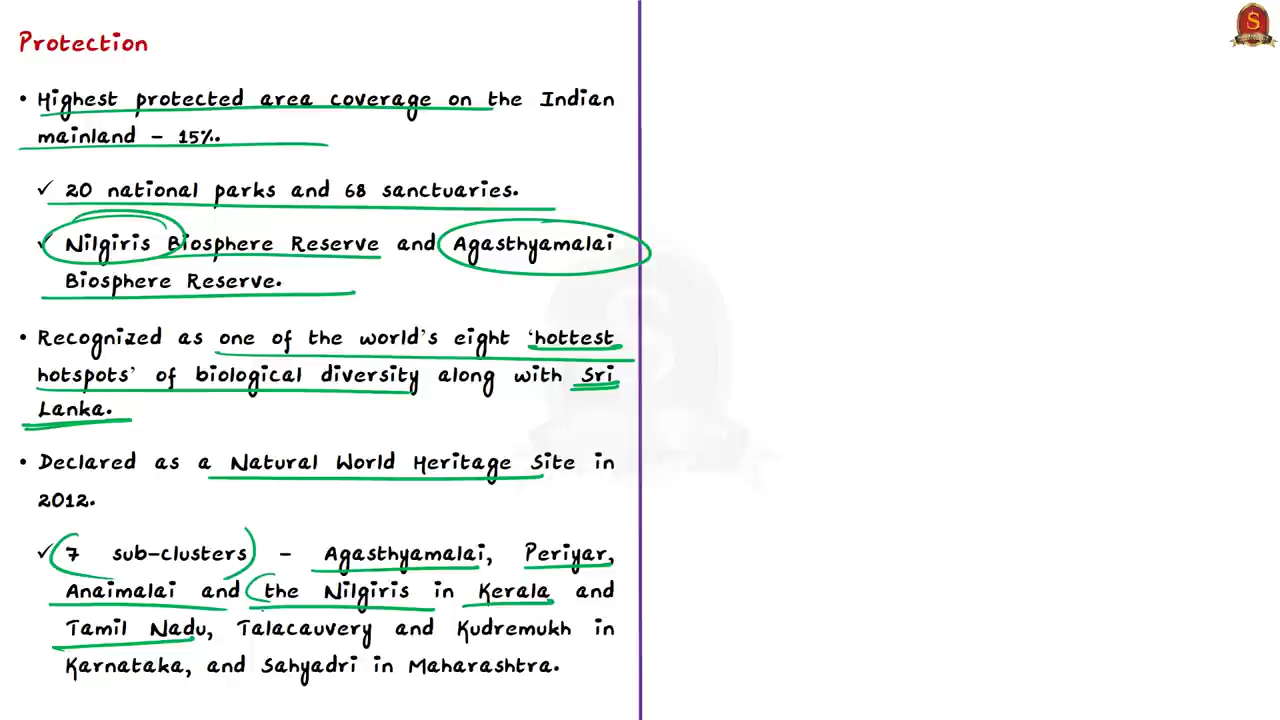 Protection
• Highest protected area coverage on the Indian
mainland – 15%.
✓ 20 national parks and 68 sanctuaries.
✓ Nilgiris Biosphere Reserve and Agasthyamalai
Biosphere Reserve.
• Recognized as one of the world's eight 'hottest
hotspots' of biological diversity along with Sri
Lanka.
• Declared as a Natural World Heritage Site in
2012.
✓ 7 sub-clusters – Agasthyamalai, Periyar,
Anaimalai and the Nilgiris in Kerala and
Tamil Nadu, Talacauvery and Kudremukh in
Karnataka, and Sahyadri in Maharashtra.
S